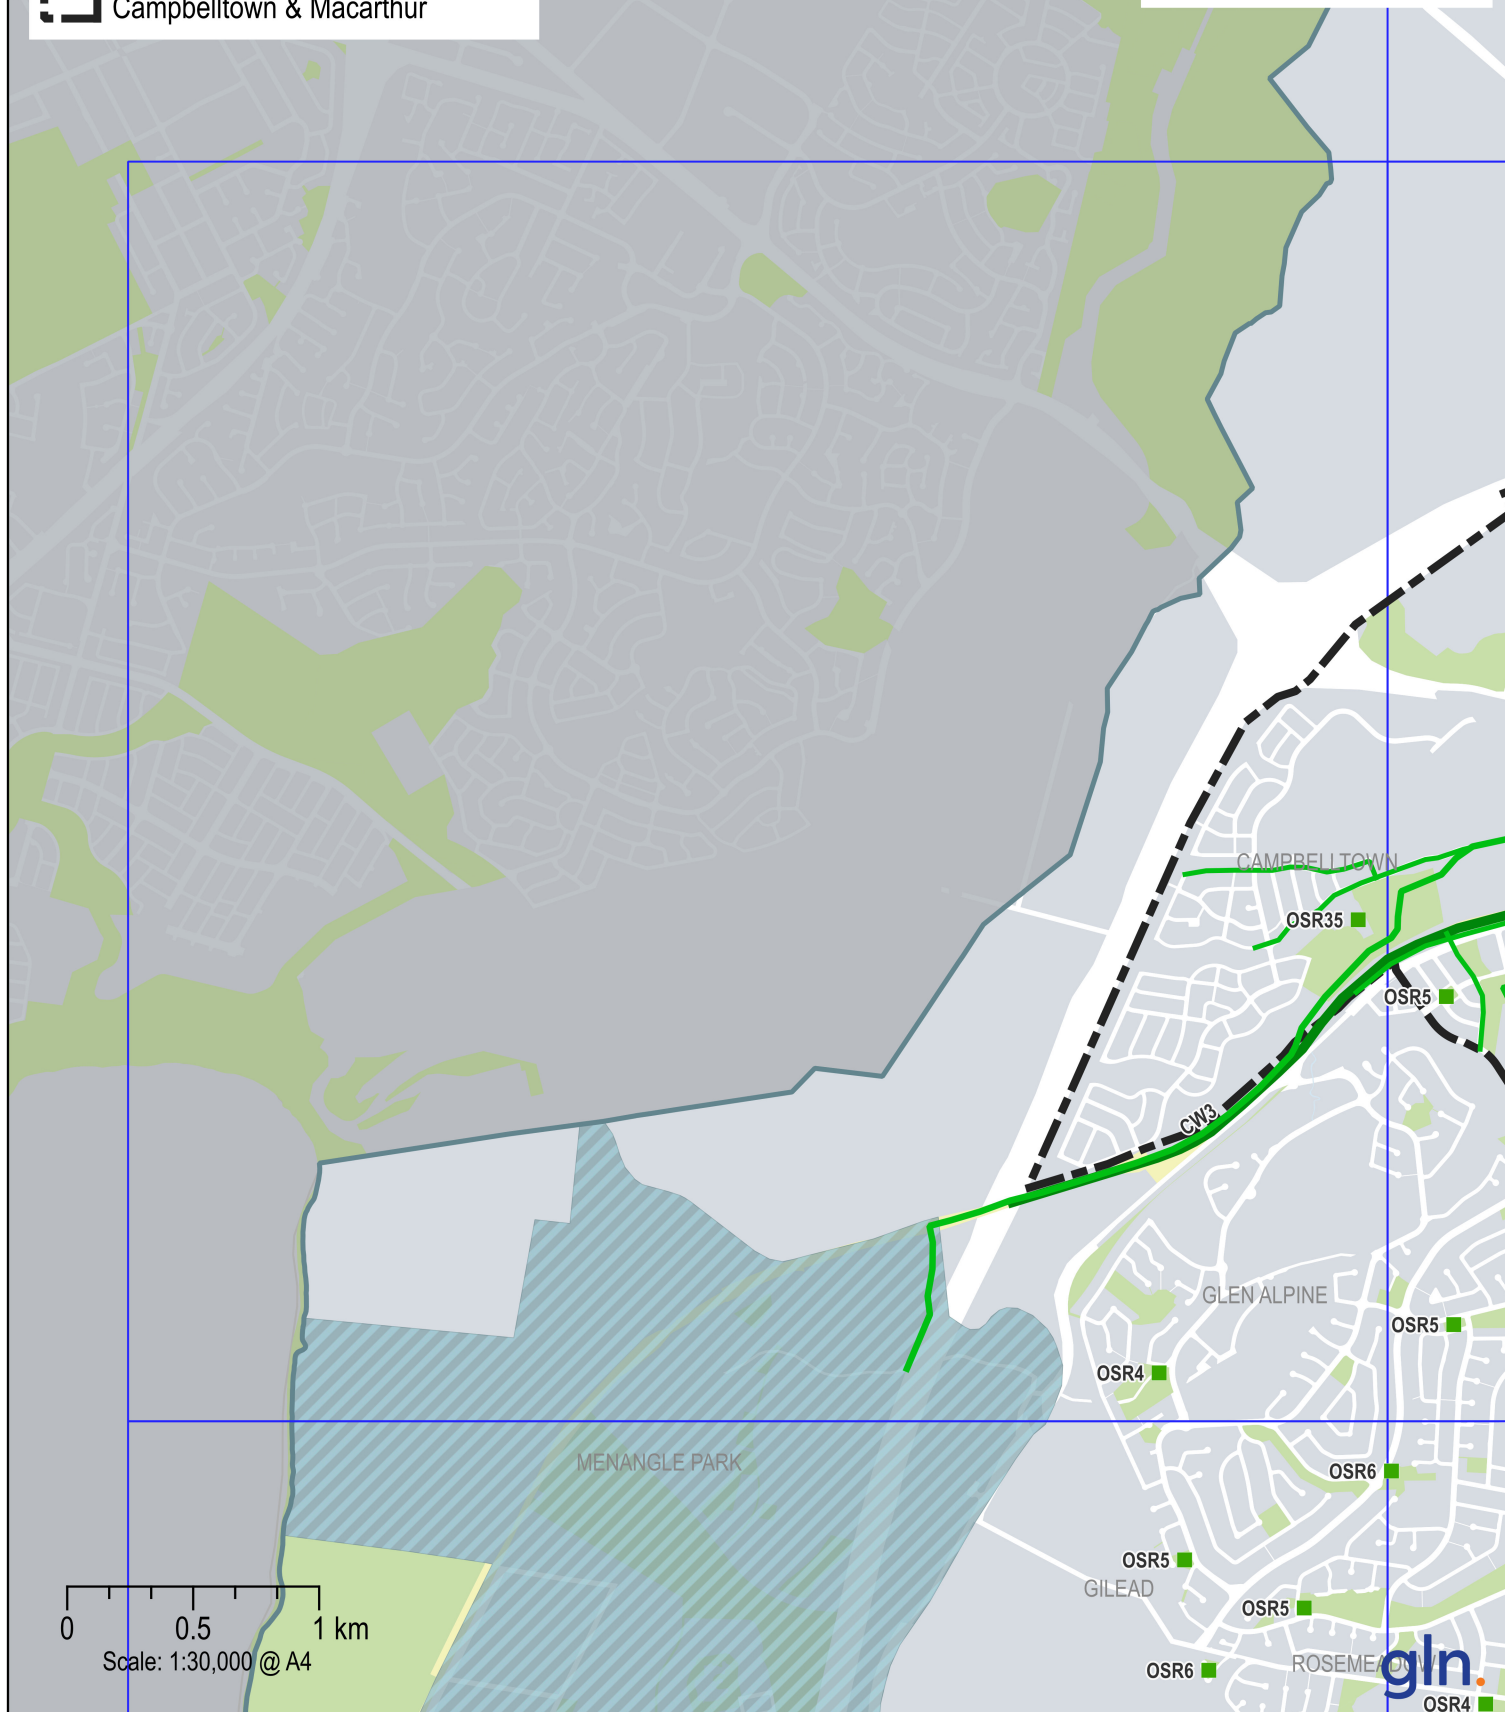 Campbelltown & Macarthur
CAMPBELLTOWN
OSR35
OSR5
CW3
GLEN ALPINE
OSR5
OSR4
MENANGLE PARK
OSR6
OSR5
GILEAD
OSR5
0 0.5 1 km
Scale: 1:30,000 @ A4
ROSEMEADOW
OSR6
gln.
OSR4